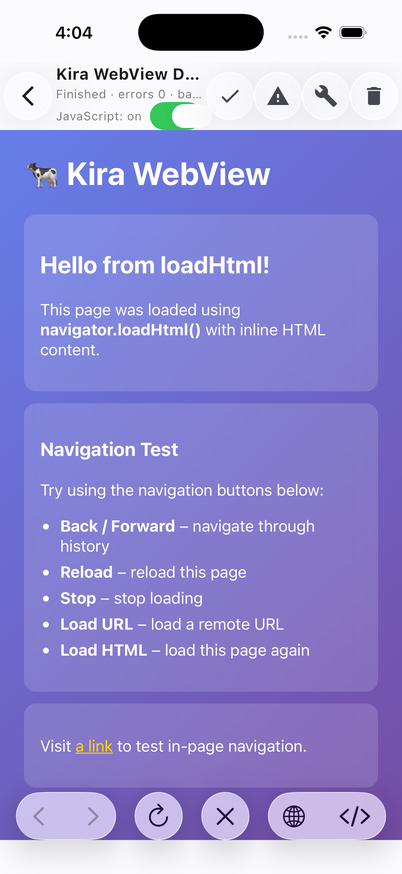 4:04
Kira WebView D...
Finished · errors 0 · ba...
JavaScript: on
🐄 Kira WebView
Hello from loadHtml!
This page was loaded using
navigator.loadHtml() with inline HTML
content.
Navigation Test
Try using the navigation buttons below:
• Back / Forward – navigate through
history
• Reload – reload this page
• Stop – stop loading
• Load URL – load a remote URL
• Load HTML – load this page again
Visit a link to test in-page navigation.